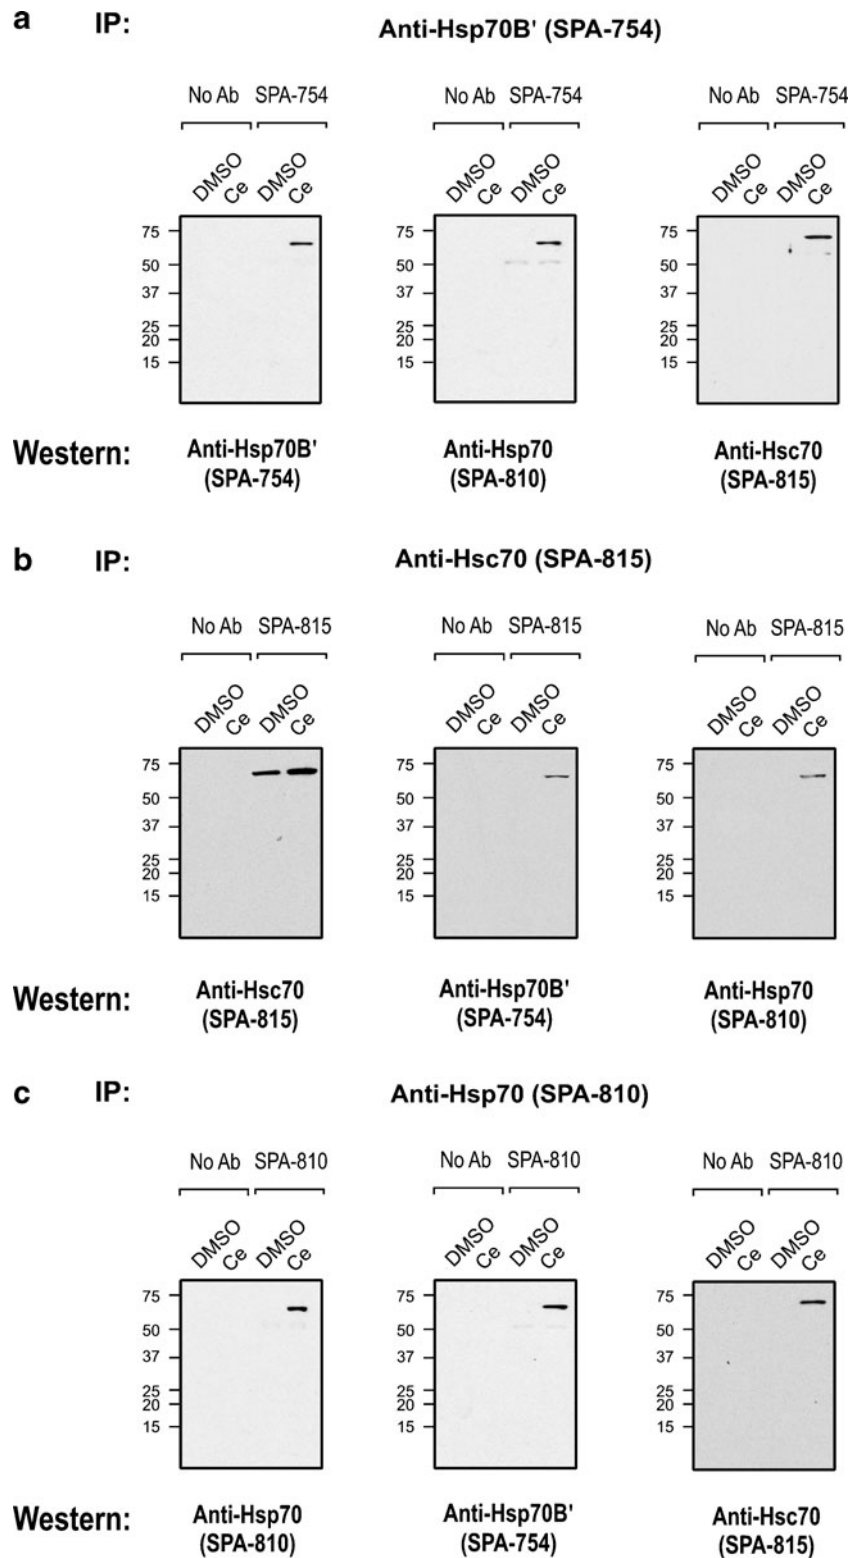 a IP: Anti-Hsp70B' (SPA-754)
No Ab SPA-754 No Ab SPA-754 No Ab SPA-754
DMSO Ce DMSO Ce DMSO Ce DMSO Ce DMSO Ce DMSO Ce
75 75 75
50 50 50
37 37 37
25 25 25
20 20 20
15 15 15
Western: Anti-Hsp70B' Anti-Hsp70 Anti-Hsc70
(SPA-754) (SPA-810) (SPA-815)
b IP: Anti-Hsc70 (SPA-815)
No Ab SPA-815 No Ab SPA-815 No Ab SPA-815
DMSO Ce DMSO Ce DMSO Ce DMSO Ce DMSO Ce DMSO Ce
75 75 75
50 50 50
37 37 37
25 25 25
20 20 20
15 15 15
Western: Anti-Hsc70 Anti-Hsp70B' Anti-Hsp70
(SPA-815) (SPA-754) (SPA-810)
c IP: Anti-Hsp70 (SPA-810)
No Ab SPA-810 No Ab SPA-810 No Ab SPA-810
DMSO Ce DMSO Ce DMSO Ce DMSO Ce DMSO Ce DMSO Ce
75 75 75
50 50 50
37 37 37
25 25 25
20 20 20
15 15 15
Western: Anti-Hsp70 Anti-Hsp70B' Anti-Hsc70
(SPA-810) (SPA-754) (SPA-815)